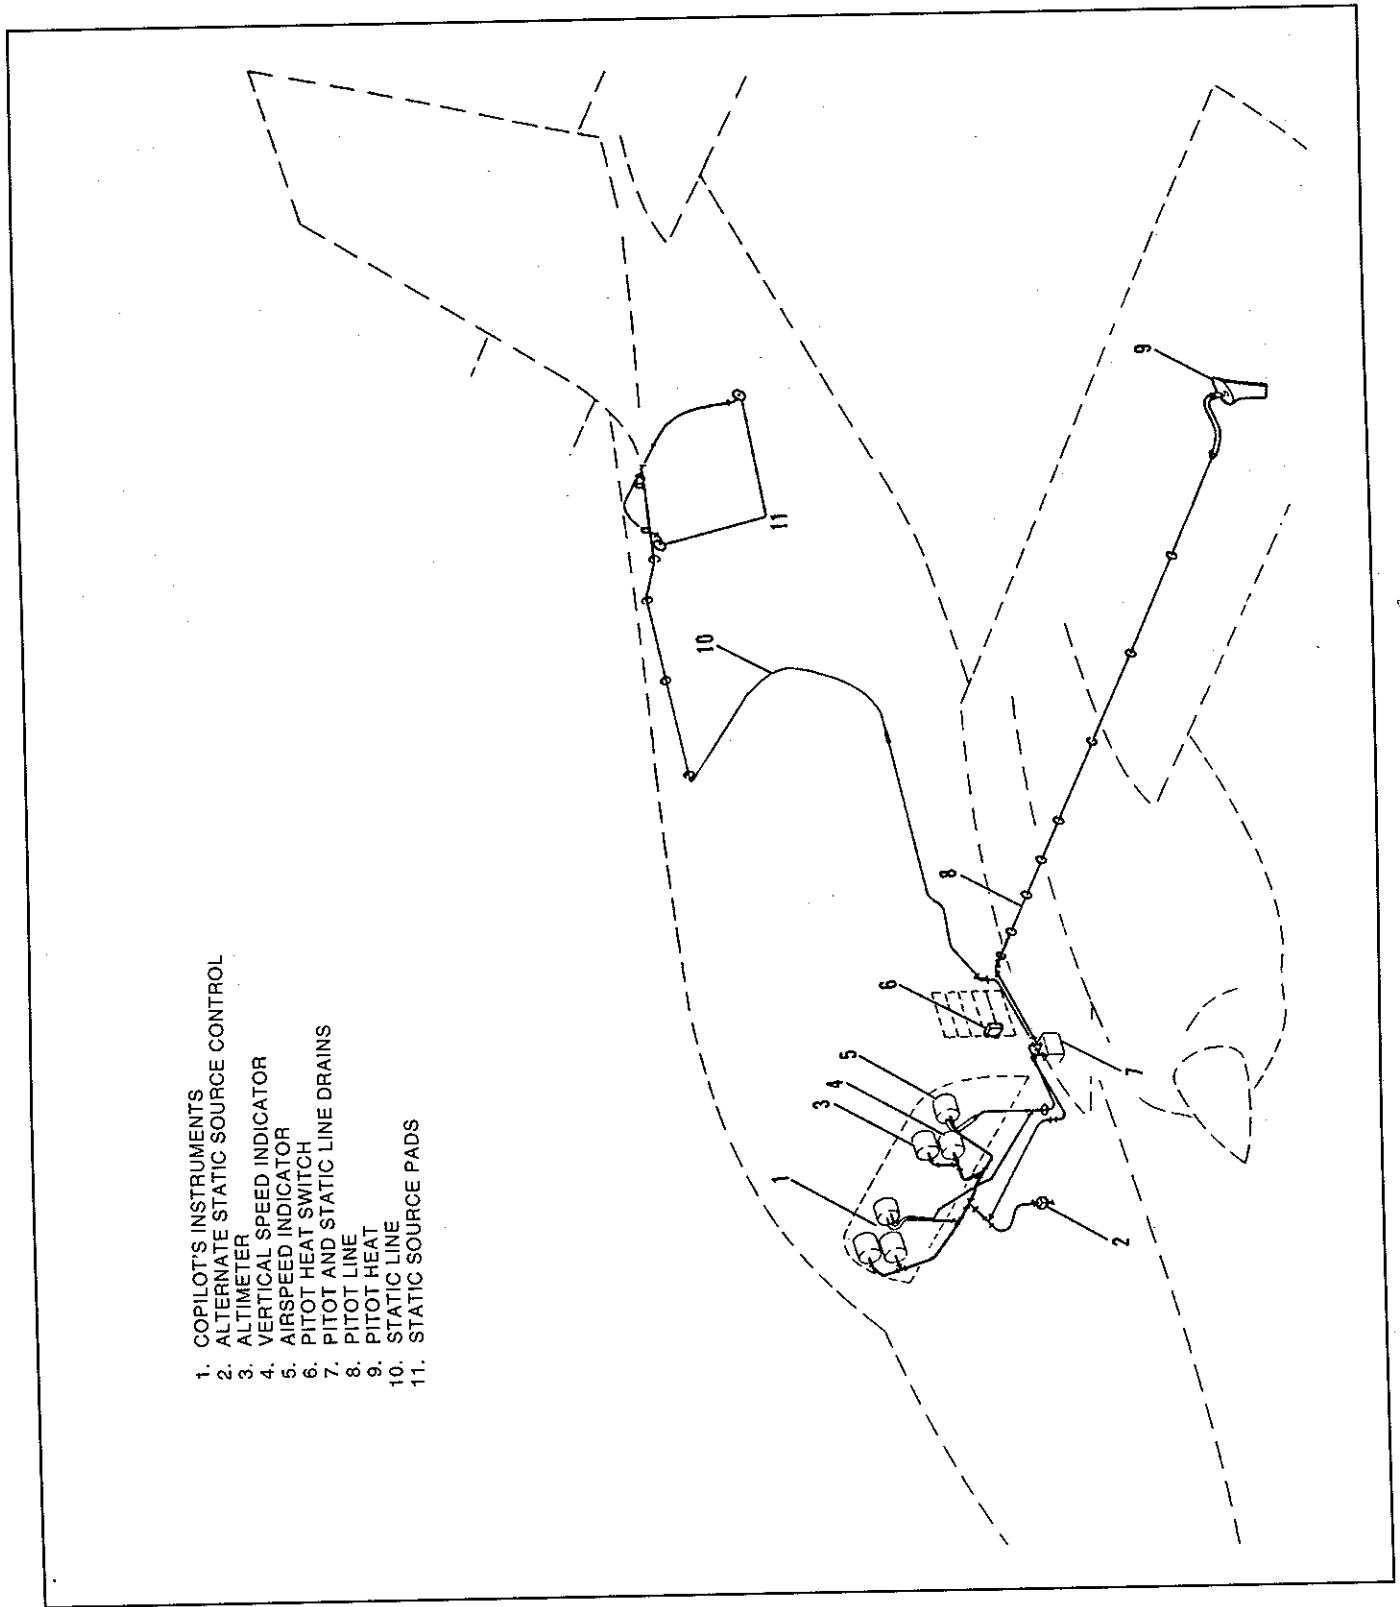 1. COPILOT'S INSTRUMENTS
2. ALTERNATE STATIC SOURCE CONTROL
3. ALTIMETER
4. VERTICAL SPEED INDICATOR
5. AIRSPEED INDICATOR
6. PITOT HEAT SWITCH
7. PITOT AND STATIC LINE DRAINS
8. PITOT LINE
9. PITOT HEAT
10. STATIC LINE
11. STATIC SOURCE PADS
1
2
3
4
5
6
7
8
9
10
11